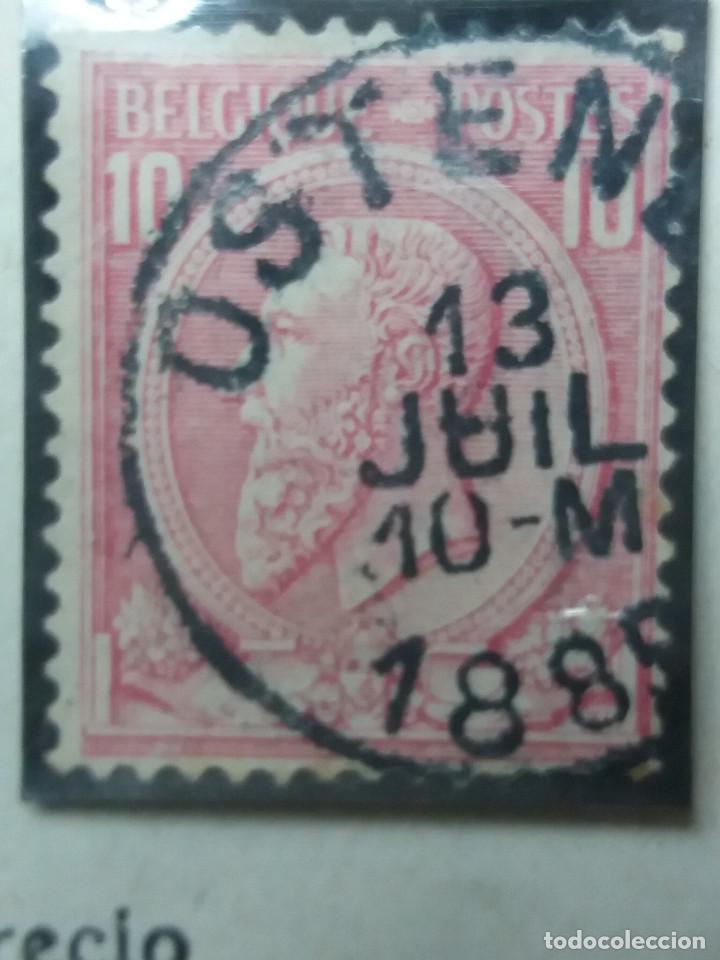 BELGIQUE POSTES
10 10
OSTEN
13
JUIL
10-M
188
recio
todocoleccion